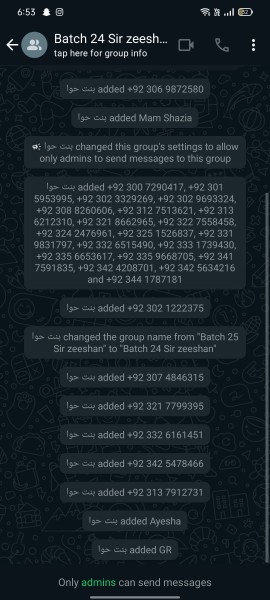 6:53
Batch 24 Sir zeesh...
tap here for group info
بنت حوا added +92 306 9872580
بنت حوا added Mam Shazia
بنت حوا changed this group's settings to allow
only admins to send messages to this group
بنت حوا added +92 300 7290417, +92 301
5953995, +92 302 3329269, +92 302 9693324,
+92 308 8260606, +92 312 7513621, +92 313
6212310, +92 321 8662965, +92 322 7558458,
+92 324 2476961, +92 325 1526837, +92 331
9831797, +92 332 6515490, +92 333 1739430,
+92 335 6653617, +92 335 9668705, +92 341
7591835, +92 342 4208701, +92 342 5634216
and +92 344 1787181
بنت حوا added +92 302 1222375
بنت حوا changed the group name from "Batch 25
Sir zeeshan" to "Batch 24 Sir zeeshan"
بنت حوا added +92 307 4846315
بنت حوا added +92 321 7799395
بنت حوا added +92 332 6161451
بنت حوا added +92 342 5478466
بنت حوا added +92 313 7912731
بنت حوا added Ayesha
بنت حوا added GR
Only admins can send messages